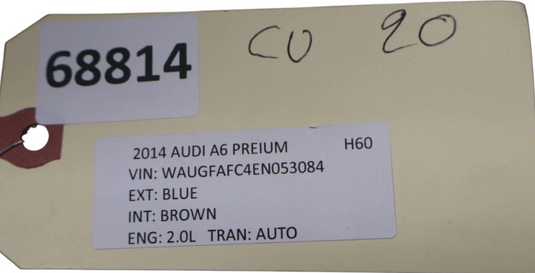 CU 20
68814
2014 AUDI A6 PREIUM H60
VIN: WAUGFAFC4EN053084
EXT: BLUE
INT: BROWN
ENG: 2.0L TRAN: AUTO